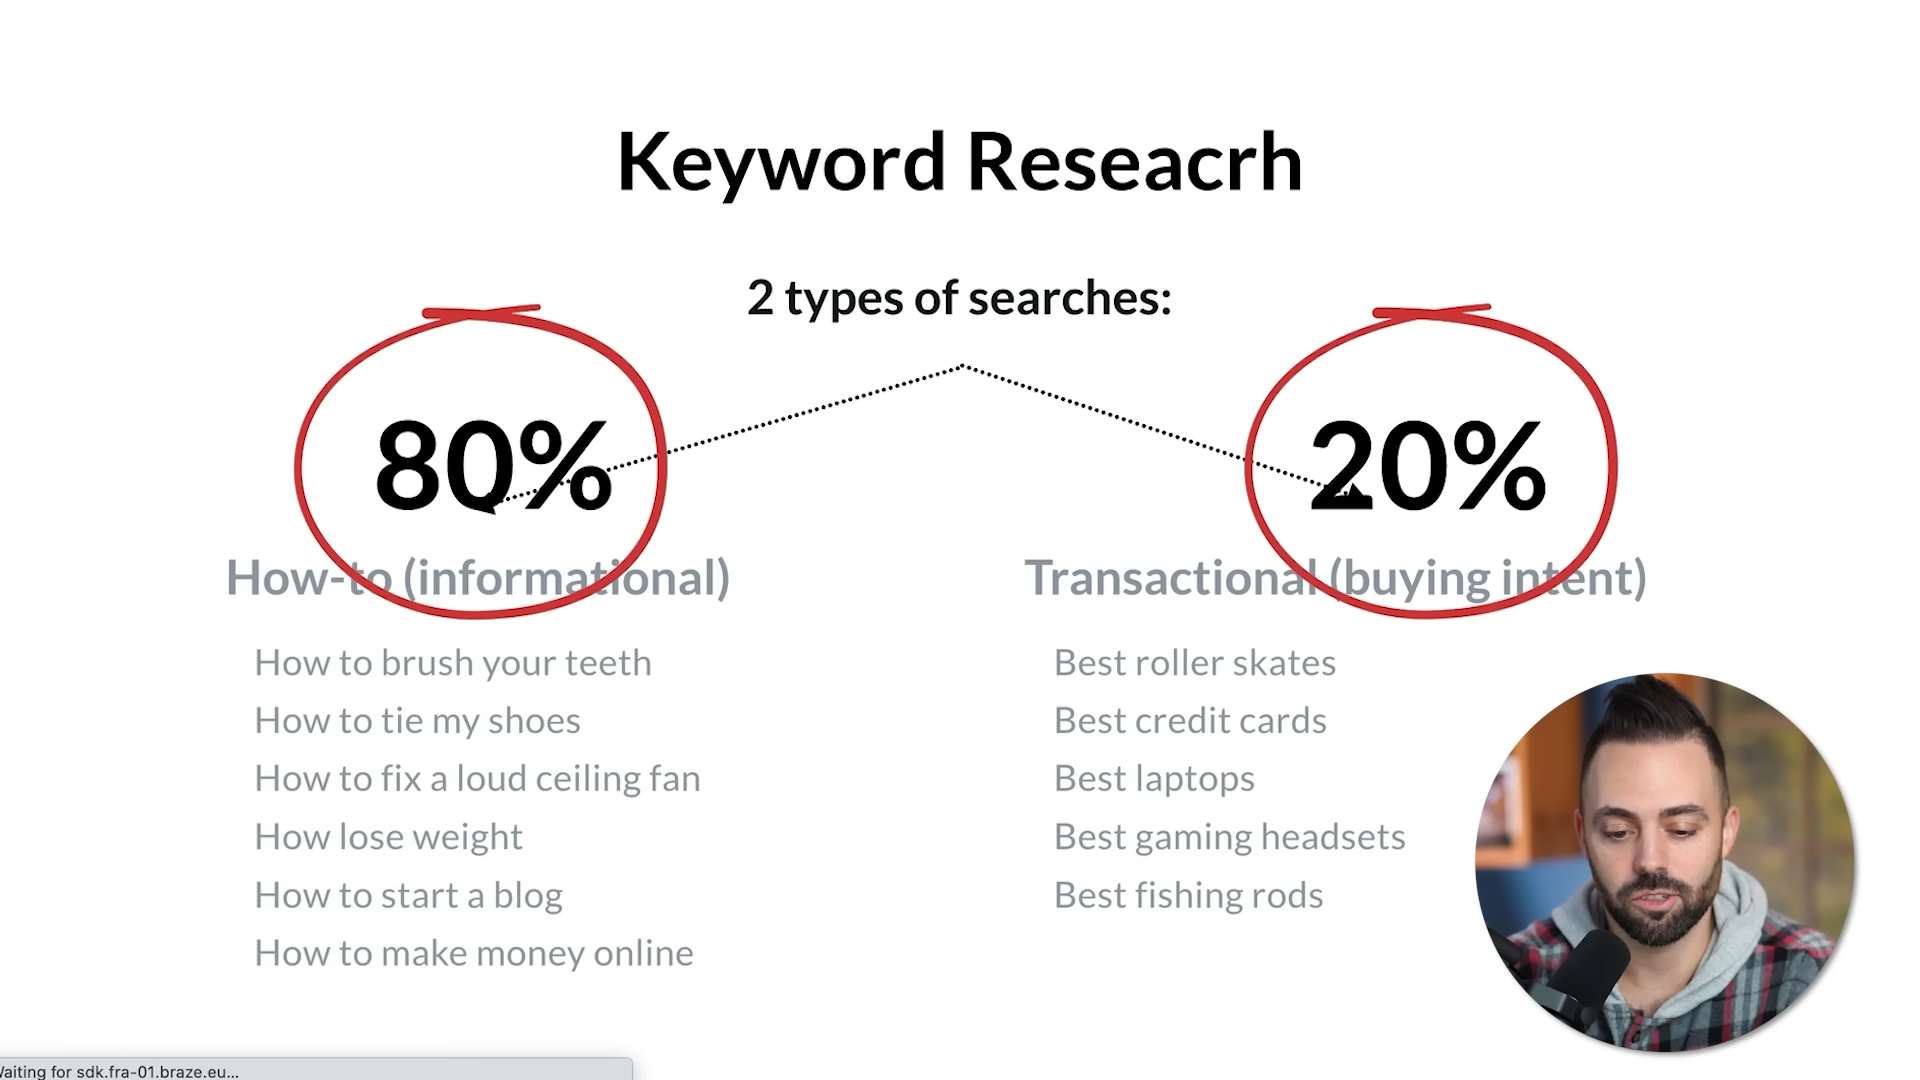 Keyword Reseacrh
2 types of searches:
80%
20%
How-to (informational)
Transactional (buying intent)
How to brush your teeth
How to tie my shoes
How to fix a loud ceiling fan
How lose weight
How to start a blog
How to make money online
Best roller skates
Best credit cards
Best laptops
Best gaming headsets
Best fishing rods
Waiting for sdk.fra-01.braze.eu...